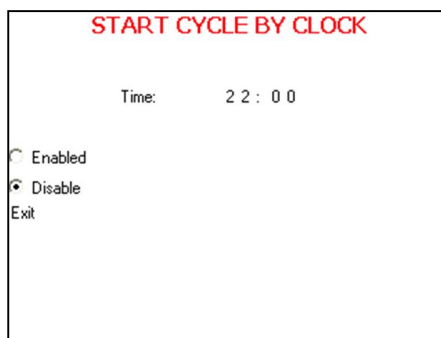 START CYCLE BY CLOCK
Time: 22:00
Enabled
Disable
Exit